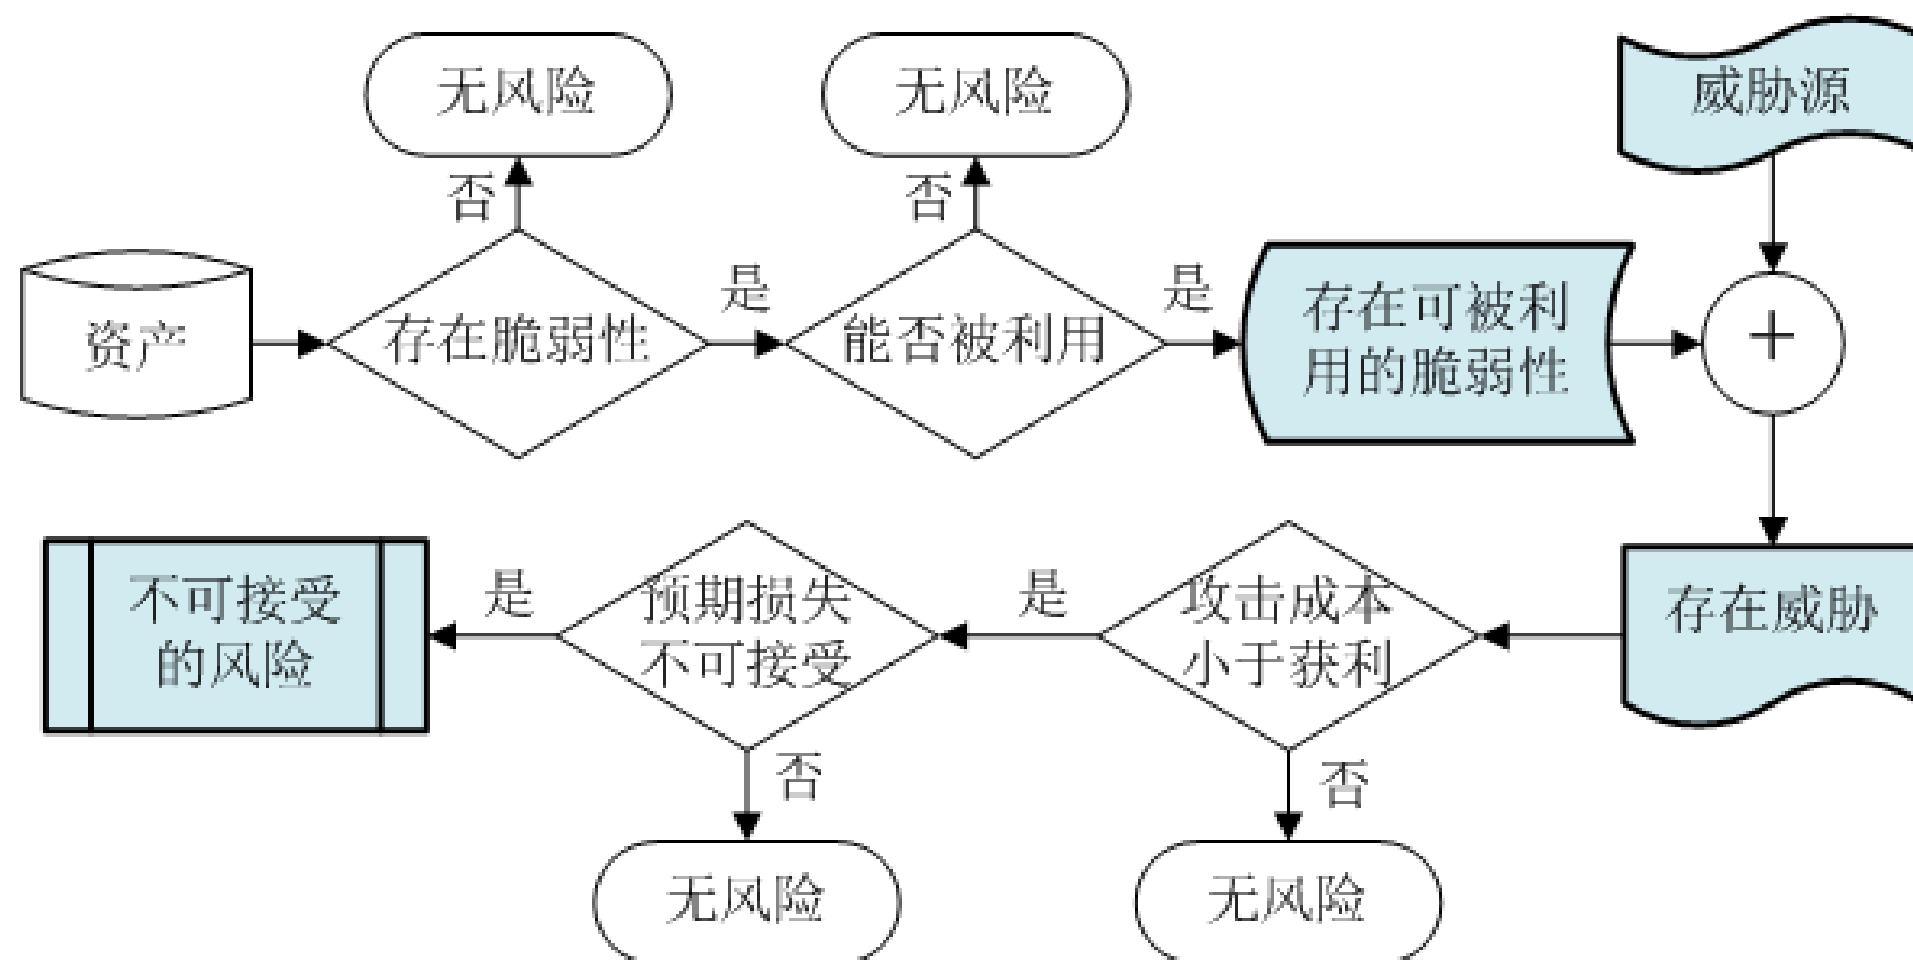 无风险
无风险
威胁源
否
否
资产
存在脆弱性
是
能否被利用
是
存在可被利
用的脆弱性
+
存在威胁
攻击成本
小于获利
是
否
无风险
预期损失
不可接受
是
否
无风险
不可接受
的风险